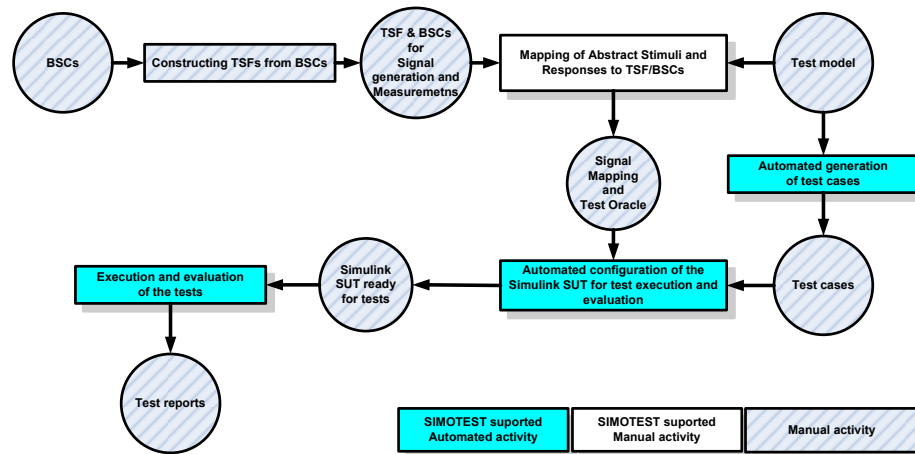 BSCs
Constructing TSFs from BSCs
TSF & BSCs
for
Signal
generation and
Measuremetns
Mapping of Abstract Stimuli and
Responses to TSF/BSCs
Test model
Signal
Mapping
and
Test Oracle
Automated generation
of test cases
Execution and evaluation
of the tests
Simulink
SUT ready
for tests
Automated configuration of the
Simulink SUT for test execution and
evaluation
Test cases
Test reports
SIMOTEST suported
Automated activity
SIMOTEST suported
Manual activity
Manual activity